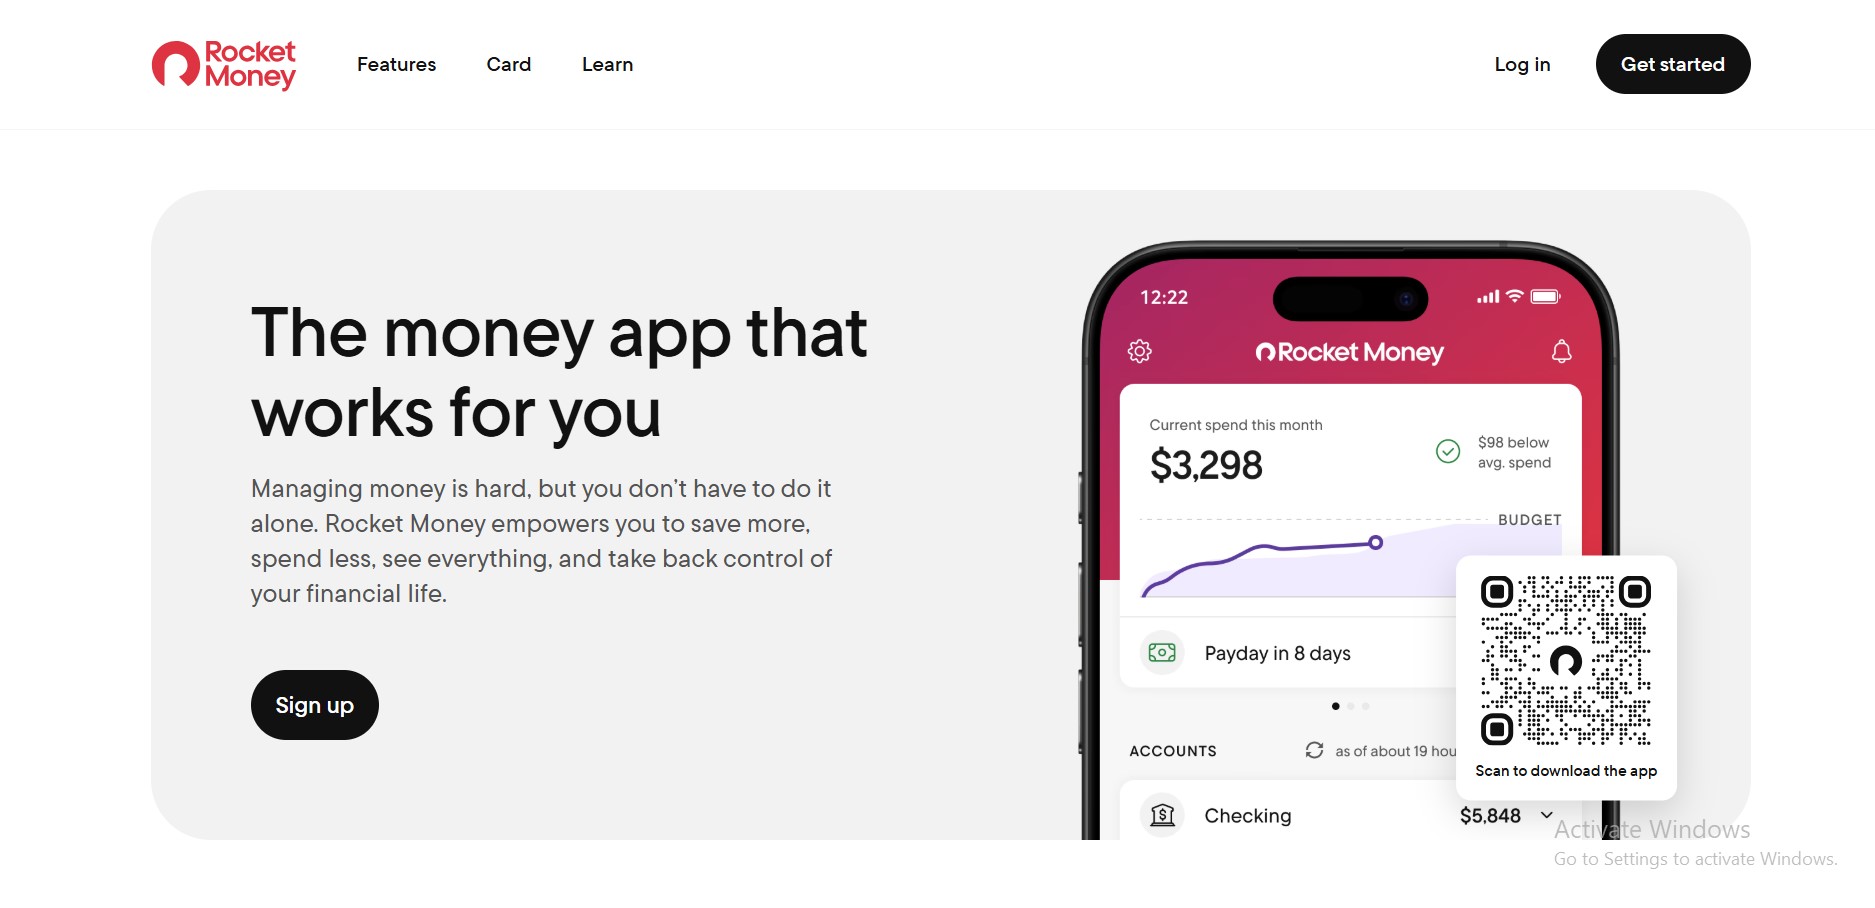 Rocket
Money
Features
Card
Learn
Log in
Get started
The money app that
works for you
Managing money is hard, but you don’t have to do it
alone. Rocket Money empowers you to save more,
spend less, see everything, and take back control of
your financial life.
Sign up
12:22
Rocket Money
Current spend this month
$3,298
$98 below
avg. spend
BUDGET
Payday in 8 days
ACCOUNTS
as of about 19 hou
Checking
$5,848
Scan to download the app
Activate Windows
Go to Settings to activate Windows.